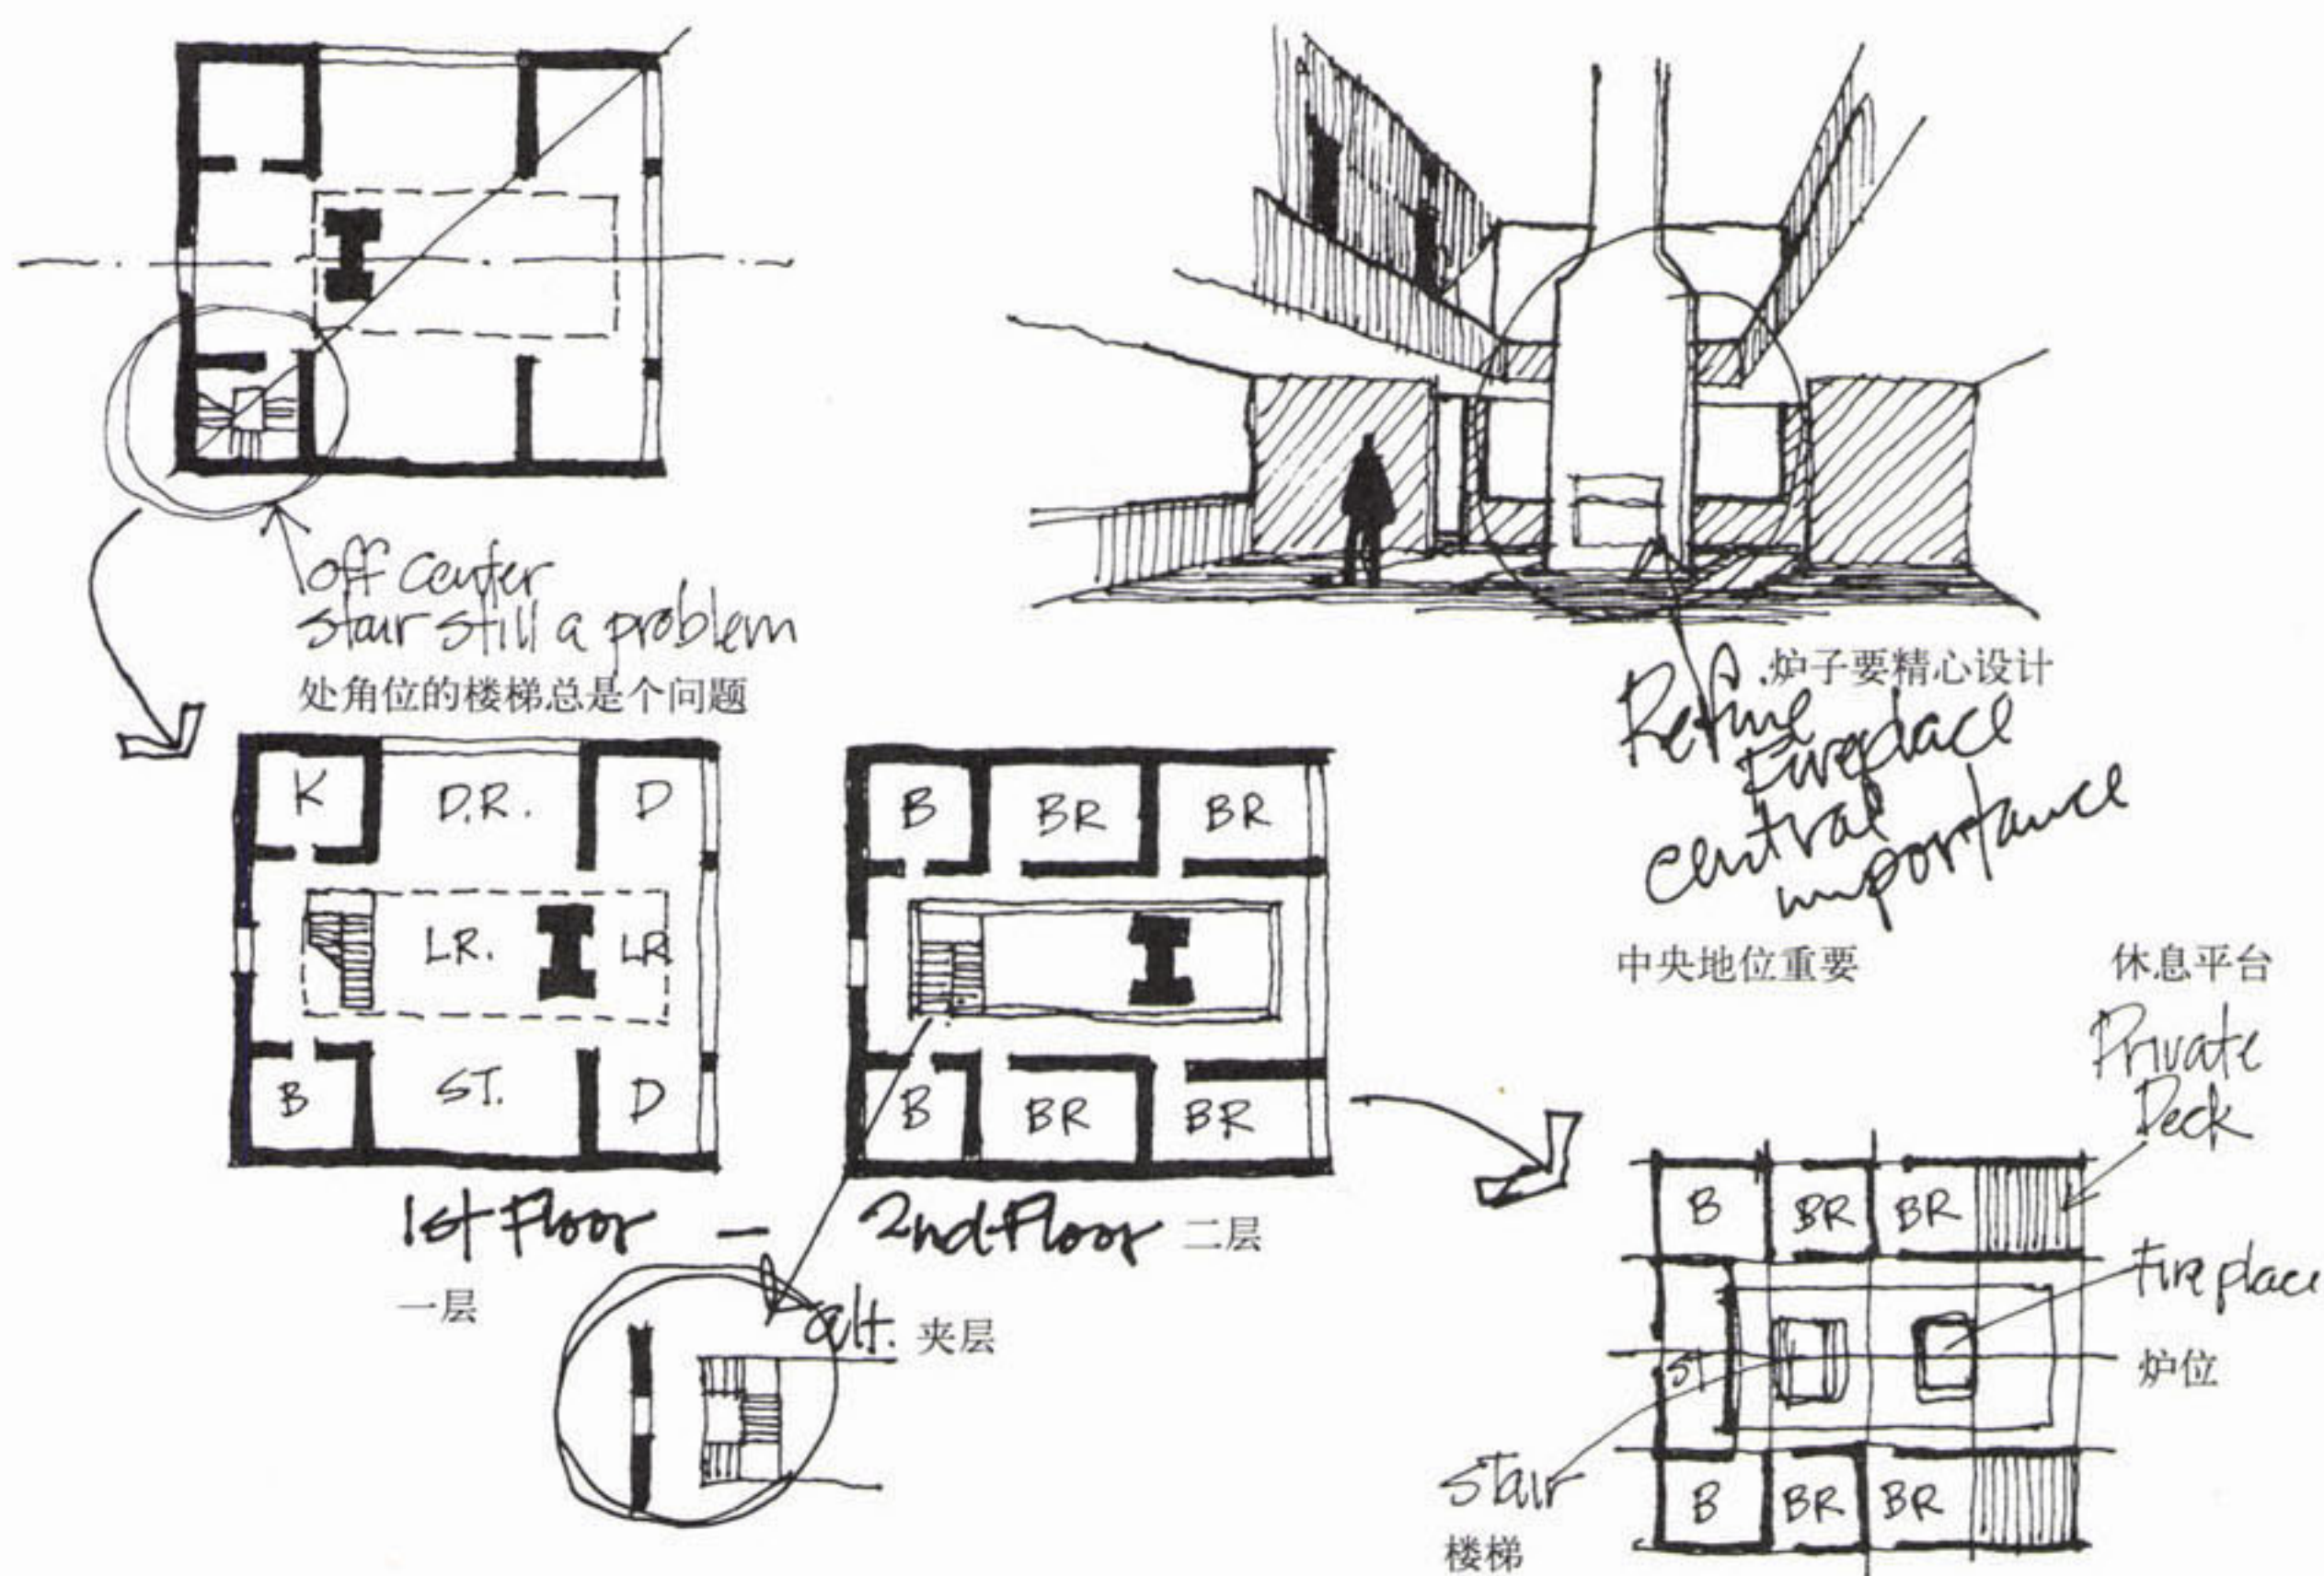 off center
stair still a problem
处角位的楼梯总是个问题
炉子要精心设计
Refine
Fireplace
central
importance
中央地位重要
K
D.R.
D
LR.
LR
B
ST.
D
1st Floor
一层
—
B
BR
BR
B
BR
BR
2nd Floor
二层
alt.
夹层
休息平台
Private
Deck
B
BR
BR
Fireplace
炉位
ST
B
BR
BR
Stair
楼梯